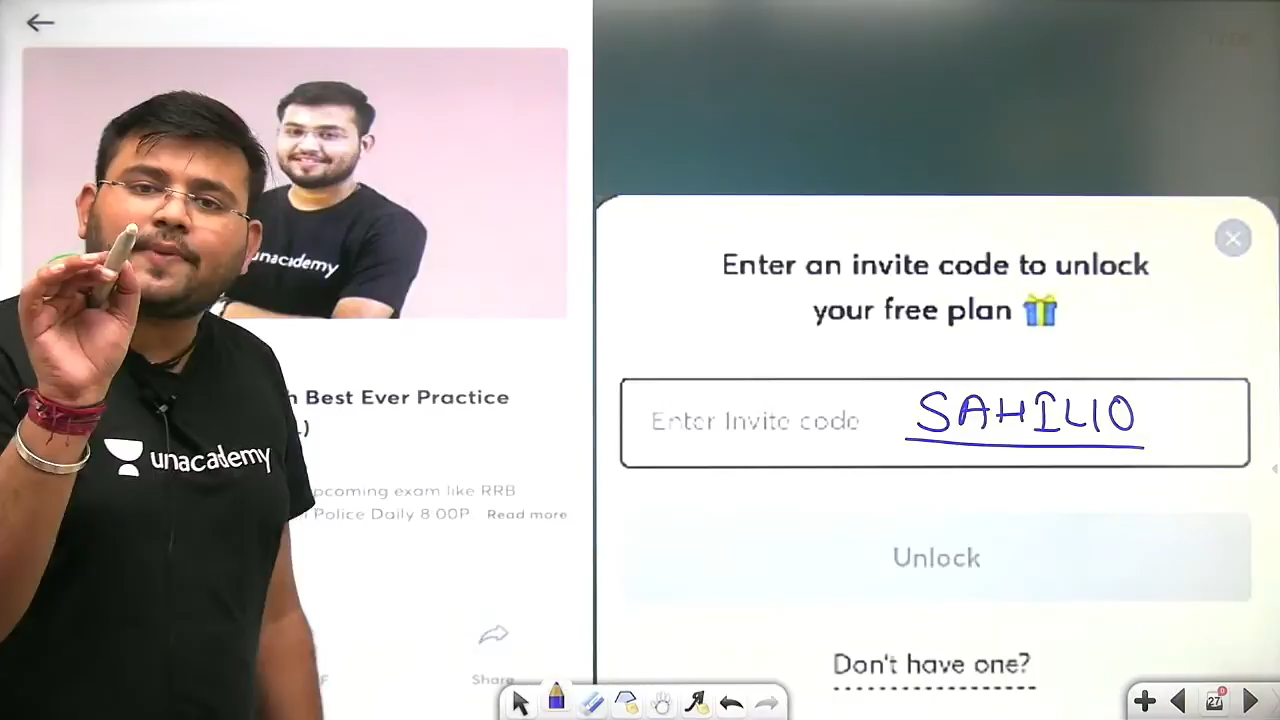 unacademy
h Best Ever Practice
)
pcoming exam like RRB
Police Daily 8 00P Read more
Share
unacademy
Enter an invite code to unlock
your free plan
Enter Invite code SAHIL10
Unlock
Don't have one?
27